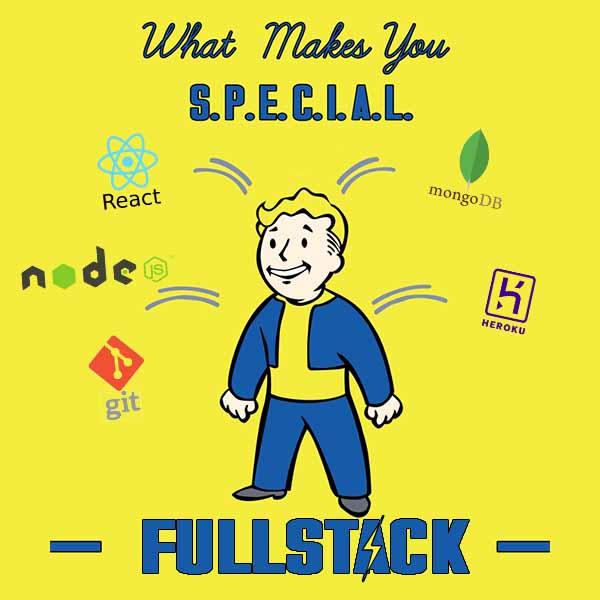 What Makes You
S.P.E.C.I.A.L.
React
mongoDB
node
JS
HEROKU
git
FULLSTACK